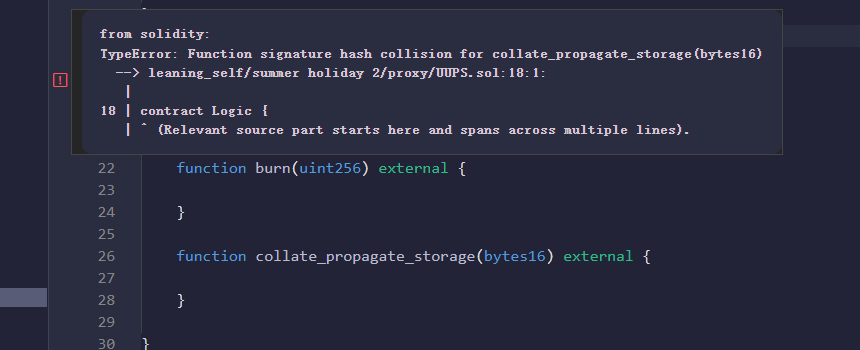 from solidity:
TypeError: Function signature hash collision for collate_propagate_storage(bytes16)
--> leaning_self/summer holiday 2/proxy/UUPS.sol:18:1:
|
18 | contract Logic {
| ^ (Relevant source part starts here and spans across multiple lines).
22 function burn(uint256) external {
23
24 }
25
26 function collate_propagate_storage(bytes16) external {
27
28 }
29
30 }